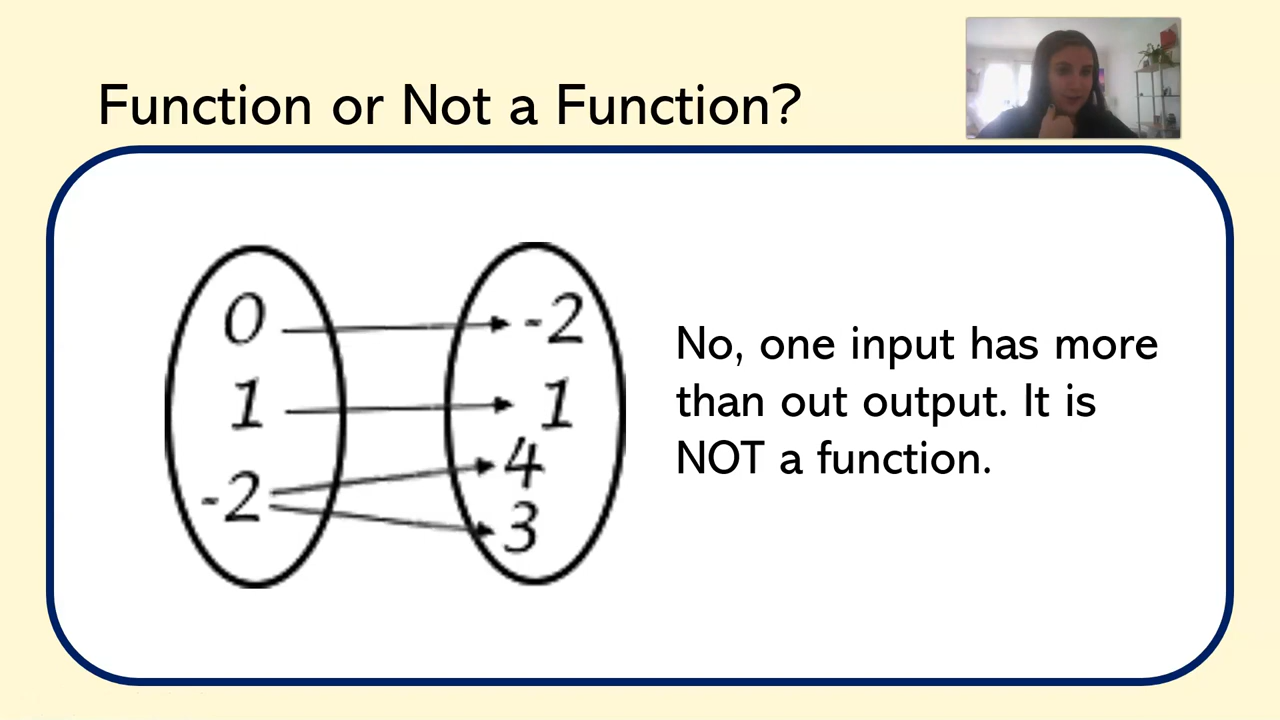 Function or Not a Function?
0
-2
1
1
4
-2
3
No, one input has more
than out output. It is
NOT a function.